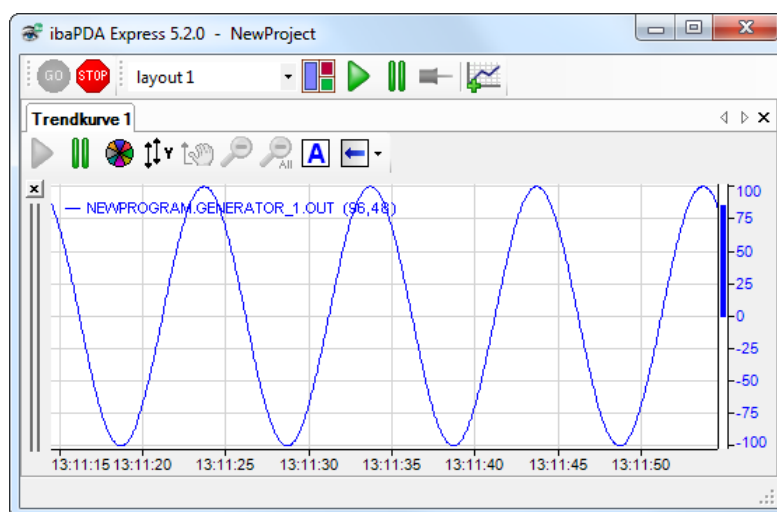 ibaPDA Express 5.2.0 - NewProject
GO STOP layout 1
Trendkurve 1
Y All A
NEWPROGRAM.GENERATOR_1.OUT (96,48)
100
75
50
25
0
-25
-50
-75
-100
13:11:15 13:11:20 13:11:25 13:11:30 13:11:35 13:11:40 13:11:45 13:11:50